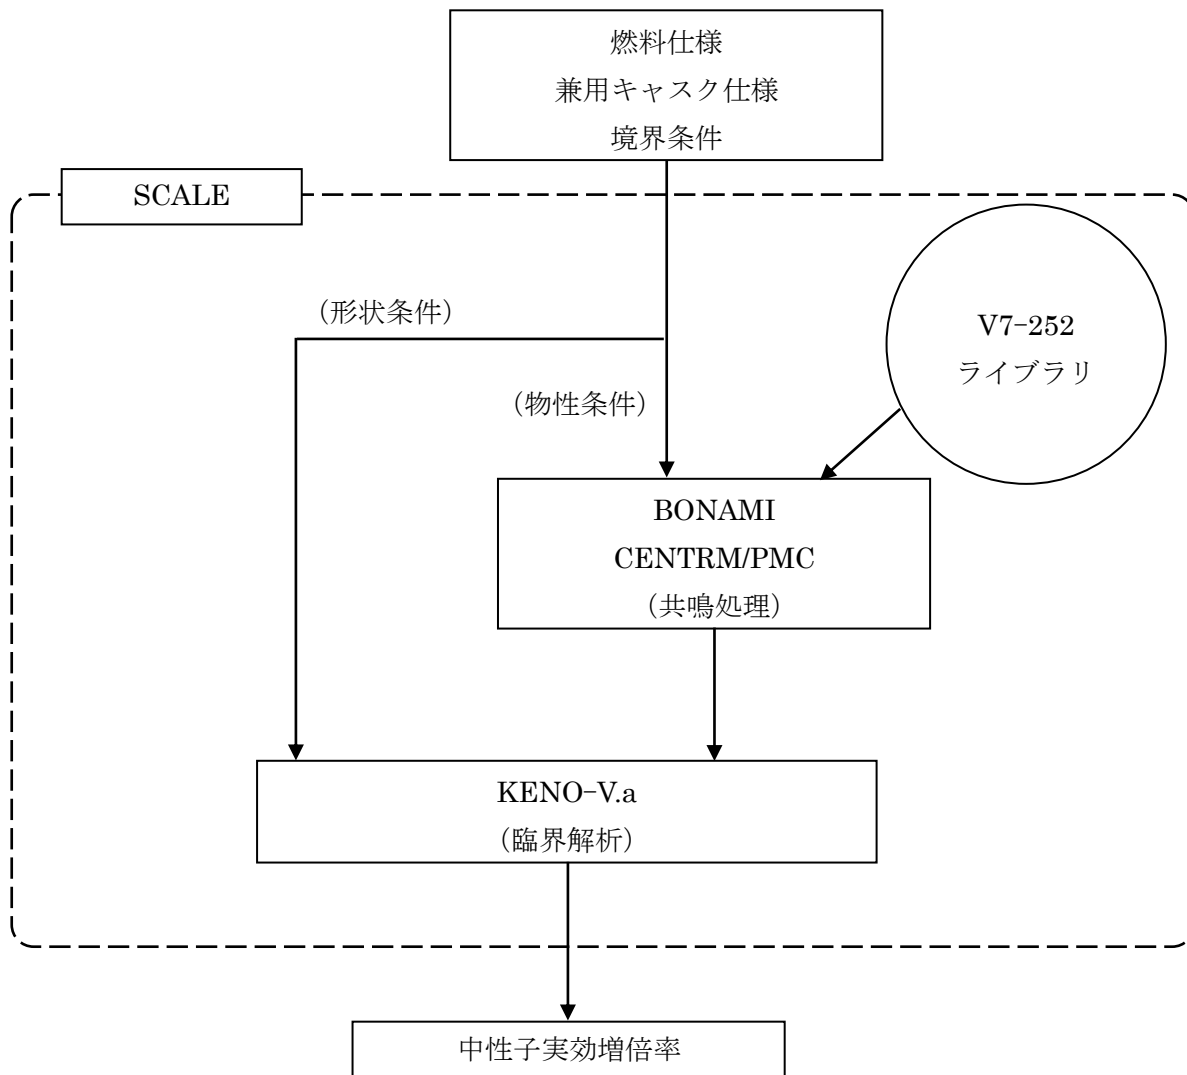 燃料仕様
兼用キャスク仕様
境界条件
SCALE
V7-252
ライブラリ
（形状条件）
（物性条件）
BONAMI
CENTRM/PMC
（共鳴処理）
KENO-V.a
（臨界解析）
中性子実効増倍率